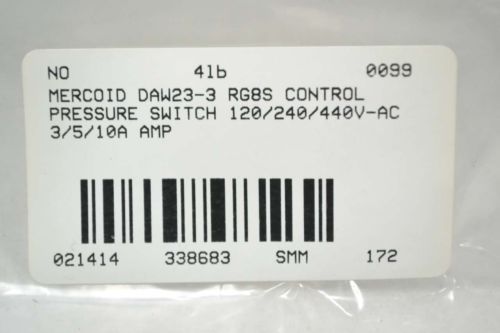 NO 41b 0099
MERCOID DAW23-3 RG8S CONTROL
PRESSURE SWITCH 120/240/440V-AC
3/5/10A AMP
021414 338683 SMM 172